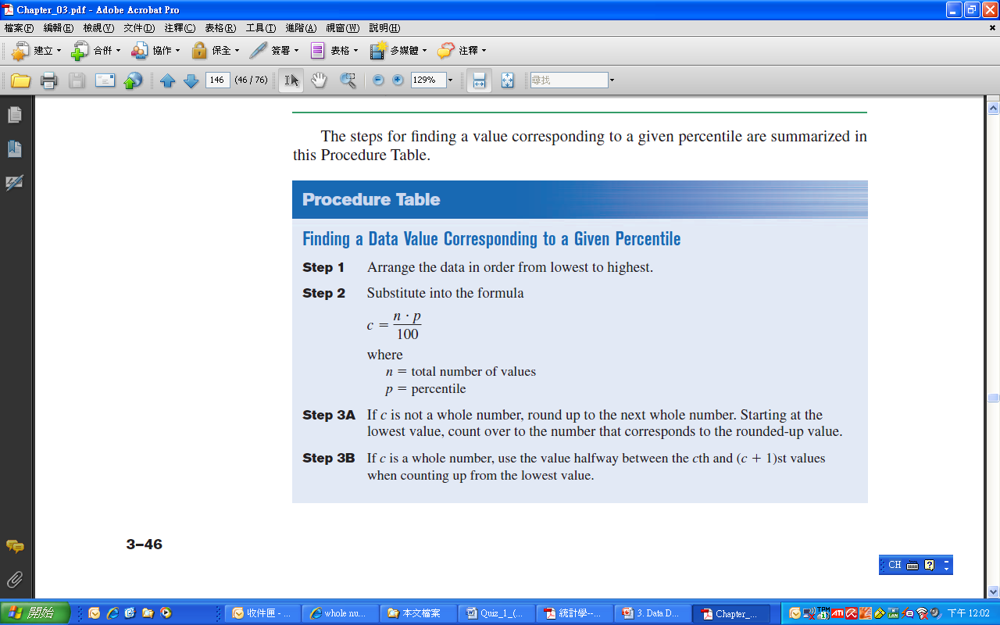 Chapter_03.pdf - Adobe Acrobat Pro
檔案(F) 編輯(E) 檢視(V) 文件(D) 注釋(C) 表格(R) 工具(T) 進階(A) 視窗(W) 說明(H)
建立 合併 協作 保全 簽署 表格 多媒體 注釋
146 (46 / 76) 129% 尋找
The steps for finding a value corresponding to a given percentile are summarized in
this Procedure Table.
Procedure Table
Finding a Data Value Corresponding to a Given Percentile
Step 1 Arrange the data in order from lowest to highest.
Step 2 Substitute into the formula
c = n · p / 100
where
n = total number of values
p = percentile
Step 3A If c is not a whole number, round up to the next whole number. Starting at the
lowest value, count over to the number that corresponds to the rounded-up value.
Step 3B If c is a whole number, use the value halfway between the cth and (c + 1)st values
when counting up from the lowest value.
3–46
CH
開始 收件匣 - ... whole nu... 本文檔案 Quiz_1_(... 統計學--... 3. Data D... Chapter_... 下午 12:02